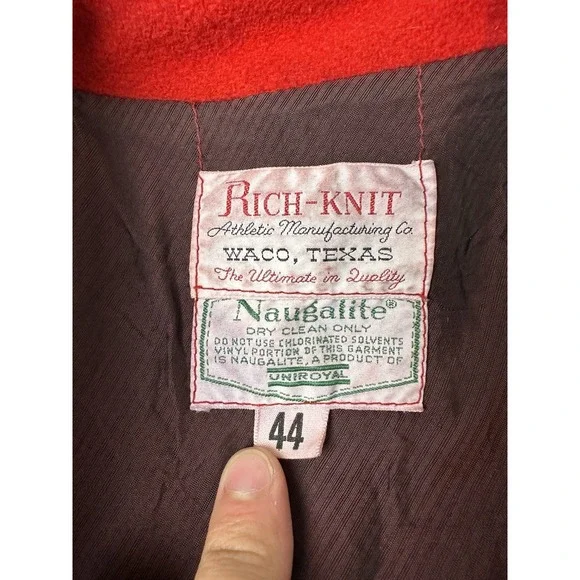 RICH-KNIT
Athletic Manufacturing Co.
WACO, TEXAS
The Ultimate in Quality
Naugalite®
DRY CLEAN ONLY
DO NOT USE CHLORINATED SOLVENTS
VINYL PORTION OF THIS GARMENT
IS NAUGALITE, A PRODUCT OF
UNIROYAL
44